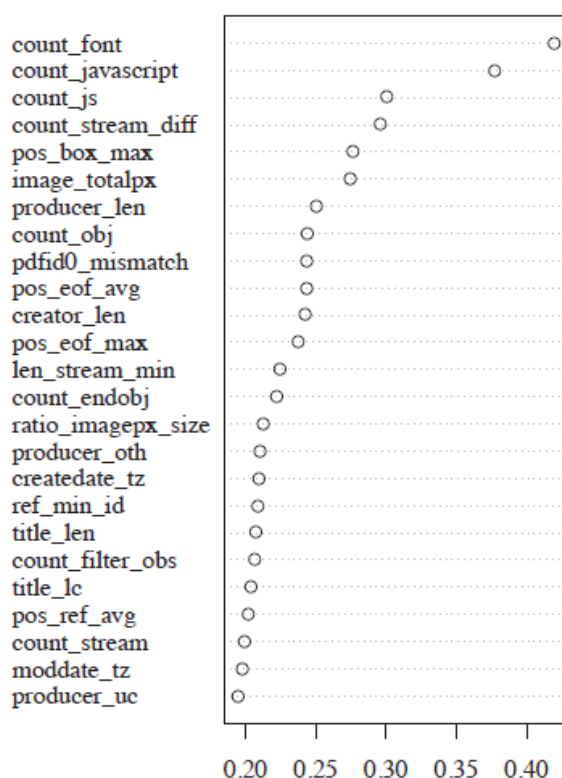 count_font
count_javascript
count_js
count_stream_diff
pos_box_max
image_totalpx
producer_len
count_obj
pdfid0_mismatch
pos_eof_avg
creator_len
pos_eof_max
len_stream_min
count_endobj
ratio_imagepx_size
producer_oth
createdate_tz
ref_min_id
title_len
count_filter_obs
title_lc
pos_ref_avg
count_stream
moddate_tz
producer_uc
0.20 0.25 0.30 0.35 0.40